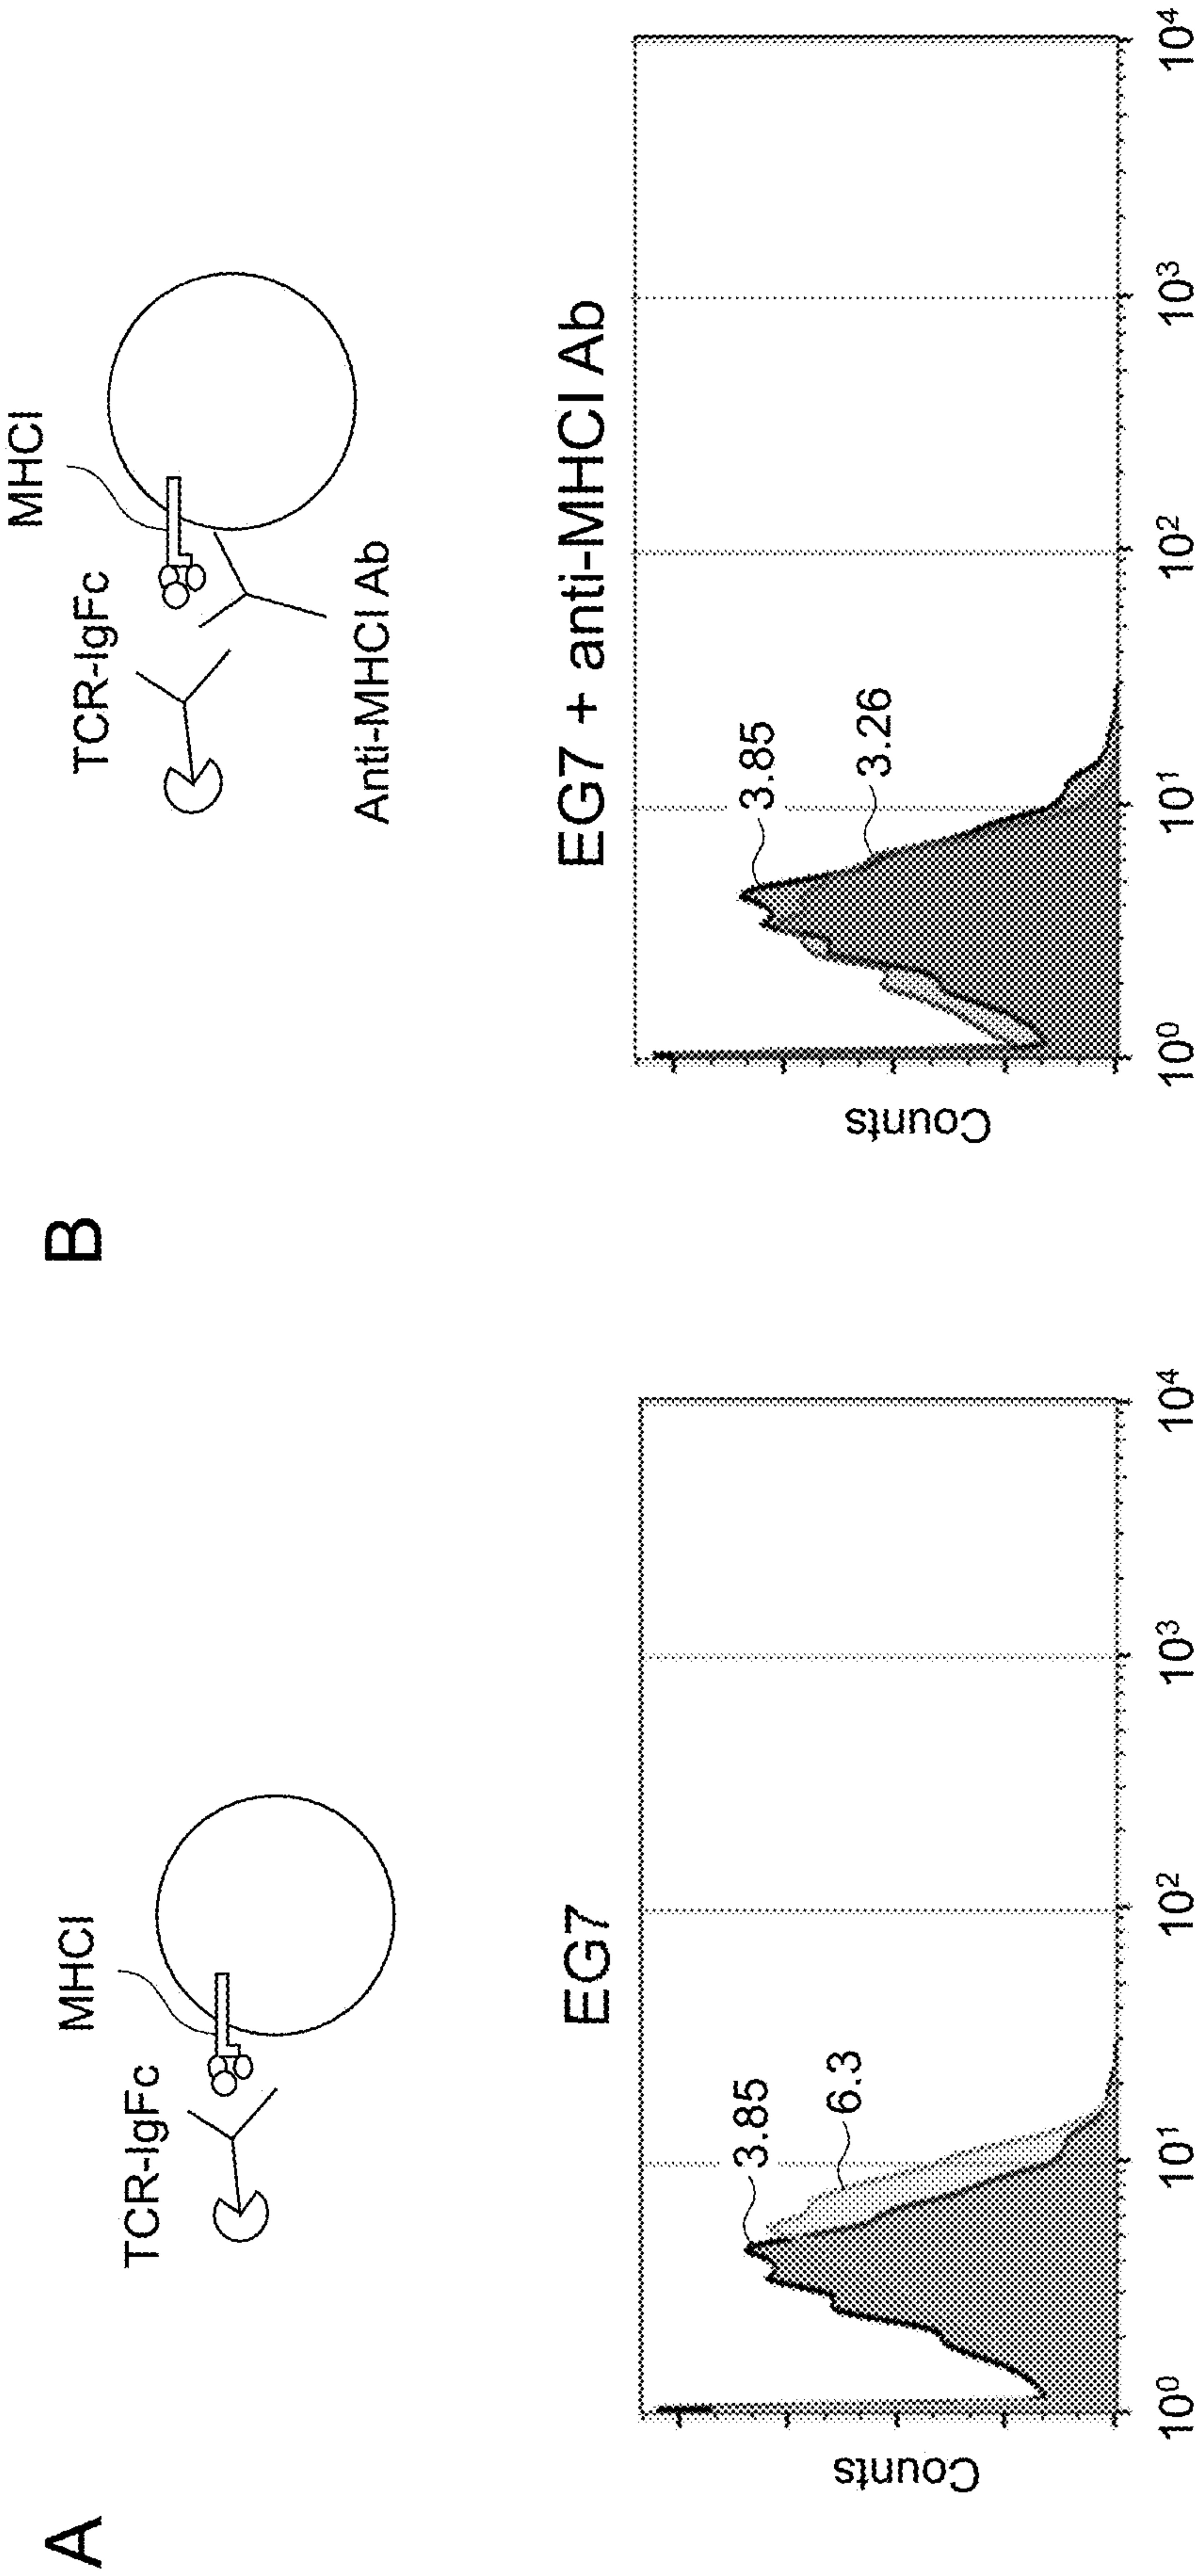 A
TCR-IgFc
MHCI
EG7
Counts
3.85
6.3
10⁰ 10¹ 10² 10³ 10⁴
B
TCR-IgFc
MHCI
Anti-MHCI Ab
EG7 + anti-MHCI Ab
Counts
3.85
3.26
10⁰ 10¹ 10² 10³ 10⁴